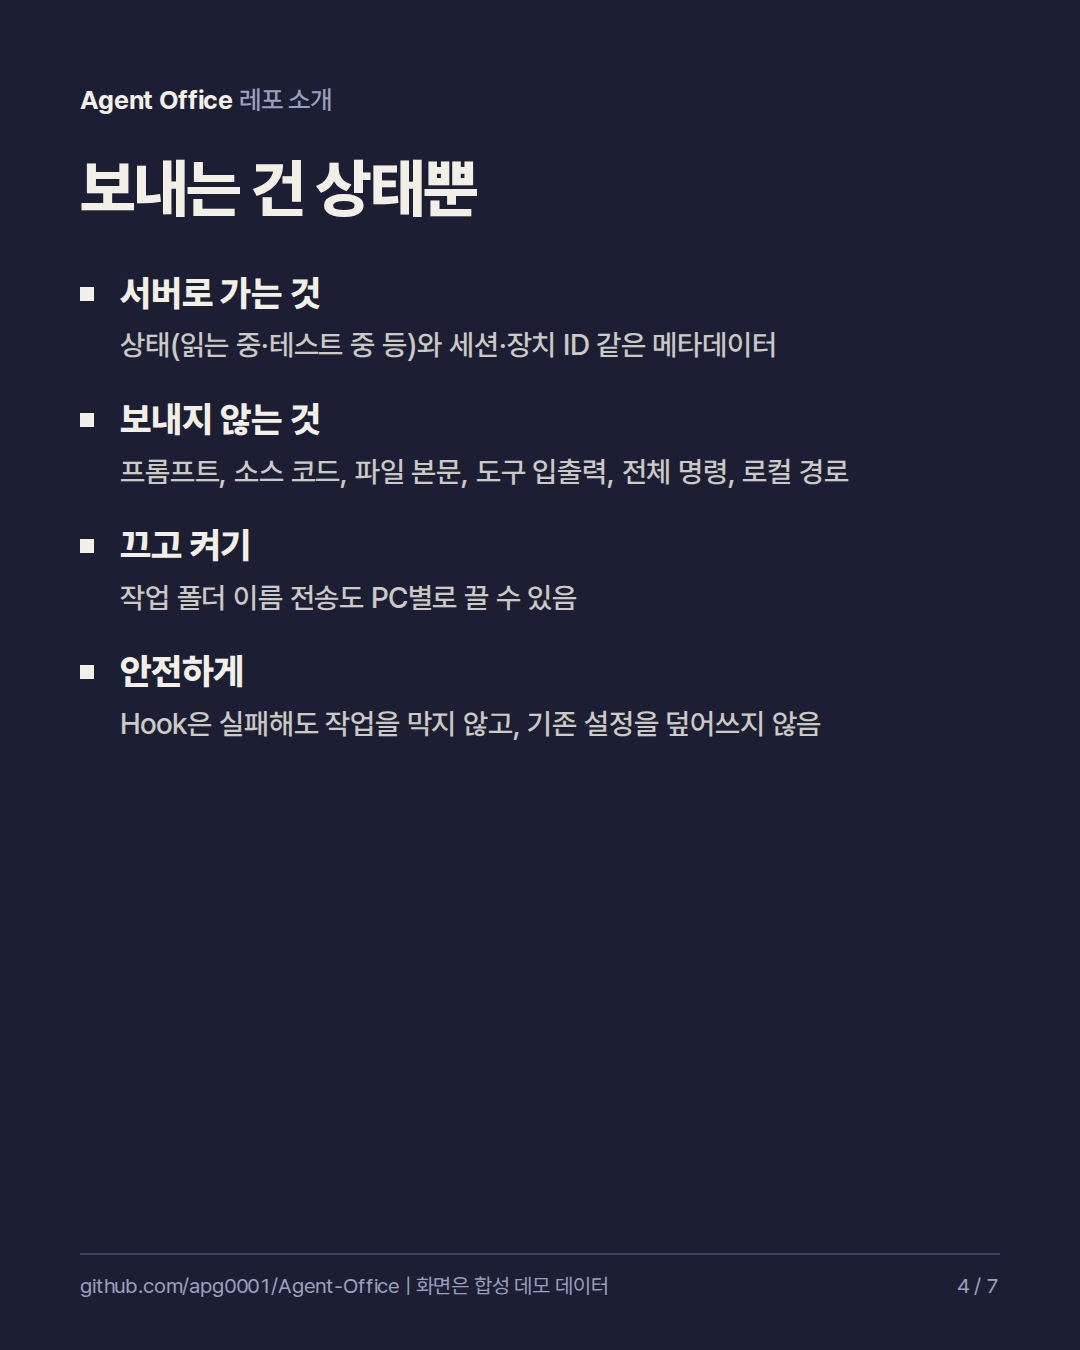 Agent Office 레포 소개
보내는 건 상태뿐
서버로 가는 것
상태(읽는 중·테스트 중 등)와 세션·장치 ID 같은 메타데이터
보내지 않는 것
프롬프트, 소스 코드, 파일 본문, 도구 입출력, 전체 명령, 로컬 경로
끄고 켜기
작업 폴더 이름 전송도 PC별로 끌 수 있음
안전하게
Hook은 실패해도 작업을 막지 않고, 기존 설정을 덮어쓰지 않음
github.com/apg0001/Agent-Office | 화면은 합성 데모 데이터
4 / 7